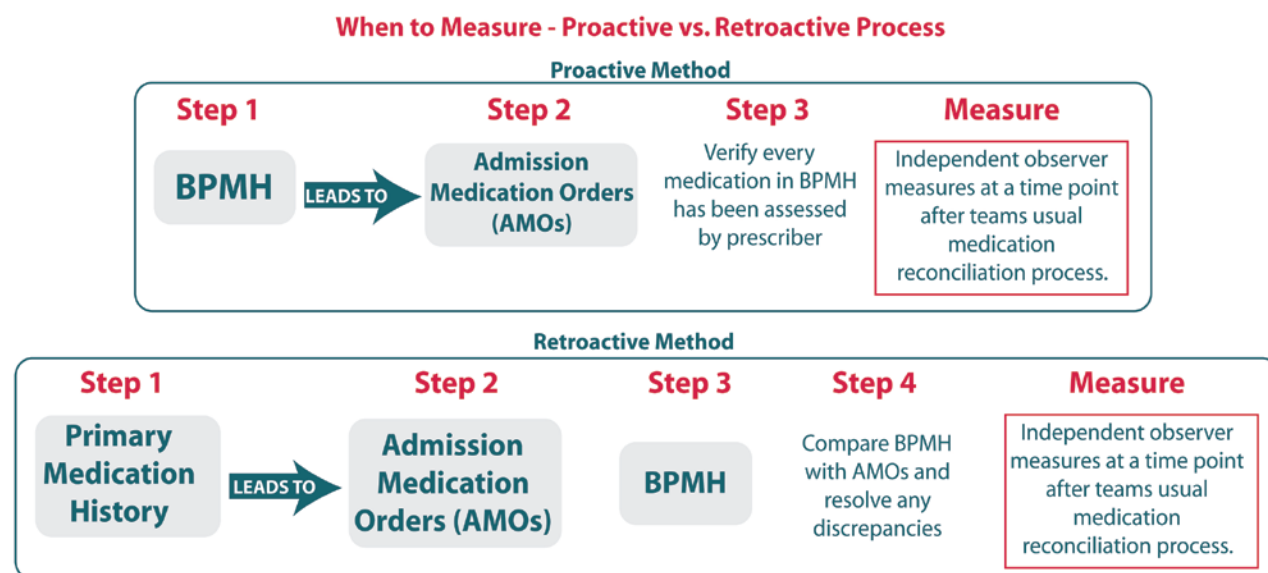 When to Measure - Proactive vs. Retroactive Process
Proactive Method
Step 1
BPMH
LEADS TO
Step 2
Admission
Medication Orders
(AMOs)
Step 3
Verify every
medication in BPMH
has been assessed
by prescriber
Measure
Independent observer
measures at a time point
after teams usual
medication
reconciliation process.
Retroactive Method
Step 1
Primary
Medication
History
LEADS TO
Step 2
Admission
Medication
Orders (AMOs)
Step 3
BPMH
Step 4
Compare BPMH
with AMOs and
resolve any
discrepancies
Measure
Independent observer
measures at a time point
after teams usual
medication
reconciliation process.